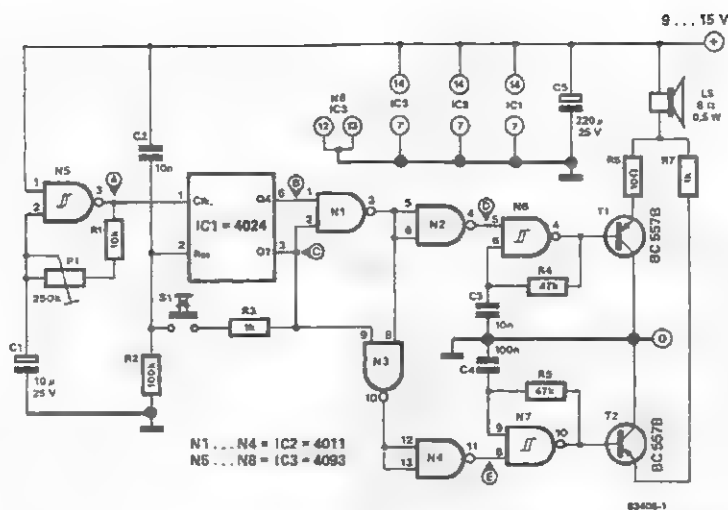 9 ... 15 V
+
N5
1
2
3
A
R1
10k
P1
250k
C1
10 µ
25 V
C2
10n
1
Clk.
Q4
6
B
IC1 = 4024
2
Res
Q7
3
C
S1
R3
1k
R2
100k
N8
IC3
12
13
14
IC3
7
14
IC2
7
14
IC1
7
C5
220 µ
25 V
LS
8 Ω
0,5 W
R6
10Ω
R7
1k
1
2
N1
3
5
6
N2
4
D
5
6
N6
4
R4
47k
C3
10n
T1
BC 557B
9
8
N3
10
100n
C4
0
R5
47k
12
13
N4
11
E
9
8
N7
10
T2
BC 557B
N1 ... N4 = IC2 = 4011
N5 ... N8 = IC3 = 4093
83406-1